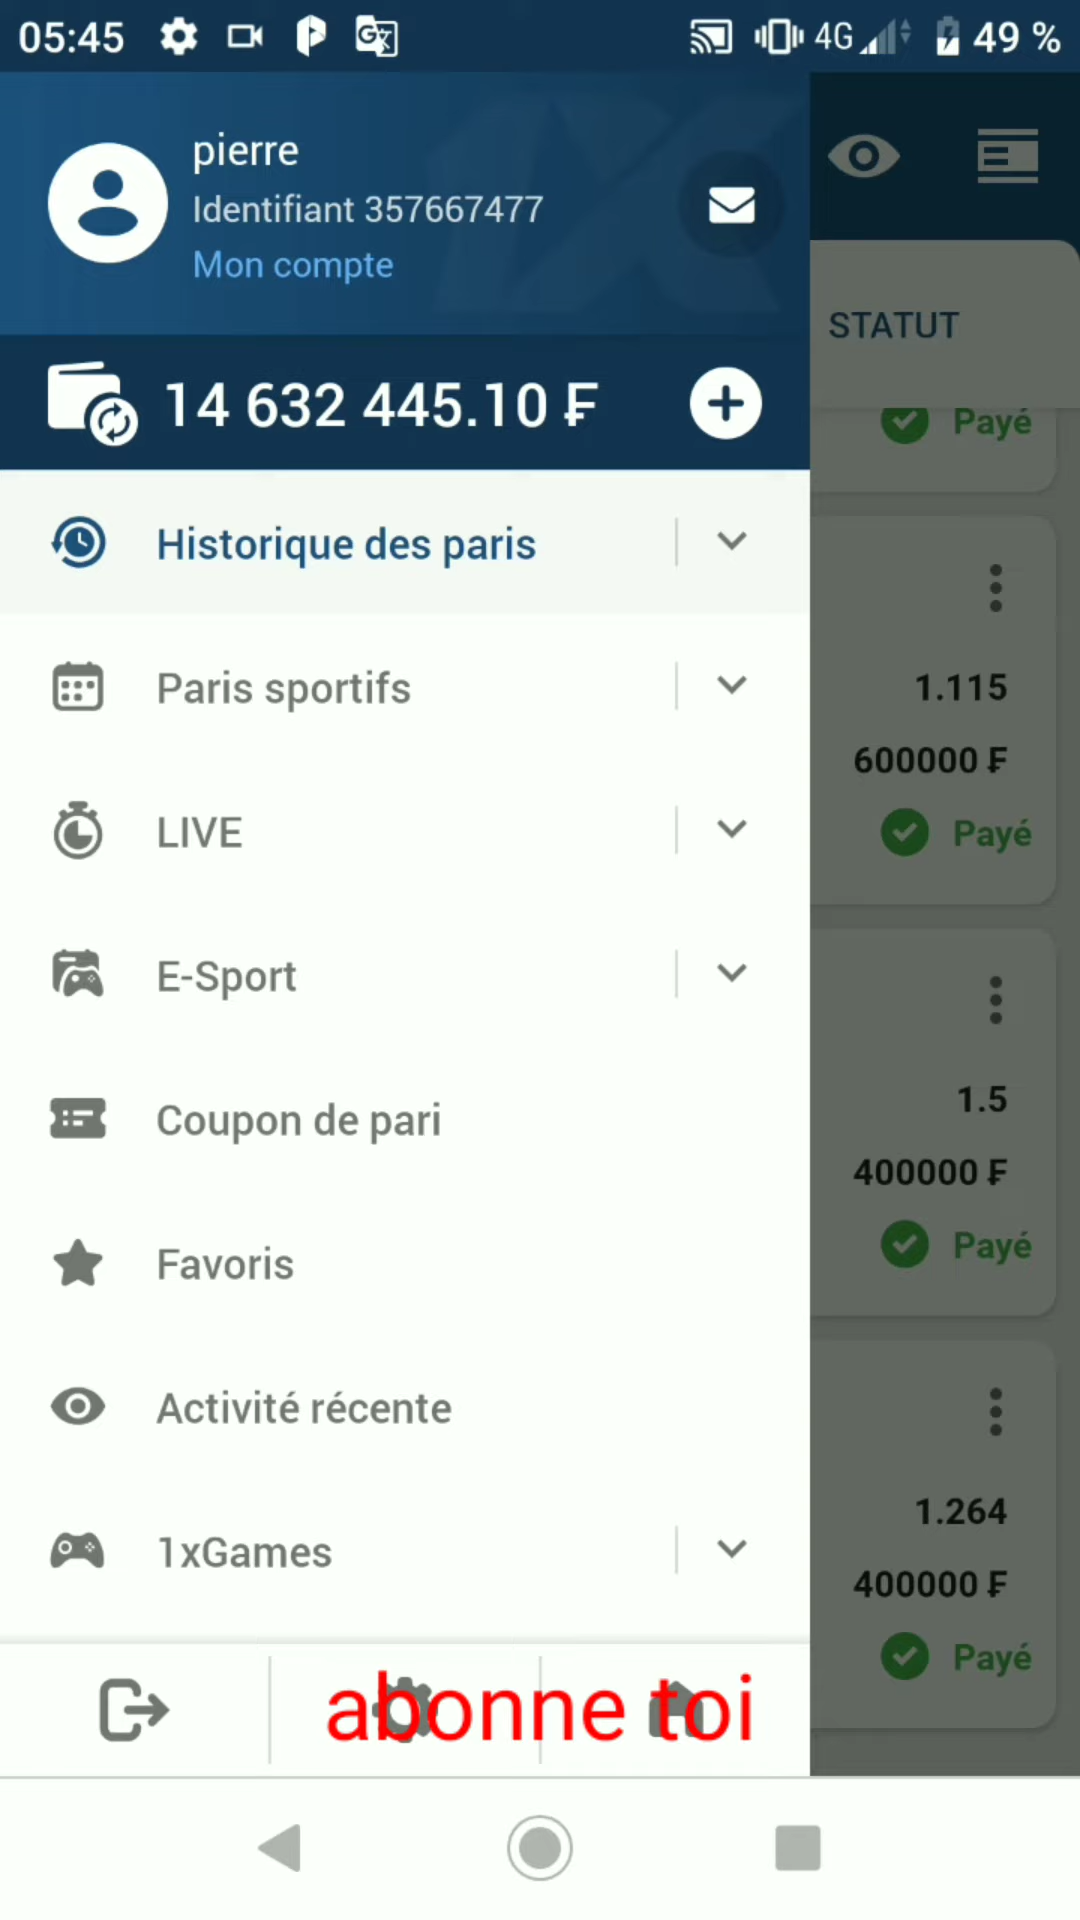 05:45
4G
49 %
pierre
Identifiant 357667477
Mon compte
14 632 445.10 ₣
STATUT
Payé
Historique des paris
Paris sportifs
1.115
600000 ₣
LIVE
Payé
E-Sport
Coupon de pari
1.5
400000 ₣
Payé
Favoris
Activité récente
1xGames
1.264
400000 ₣
Payé
abonne toi